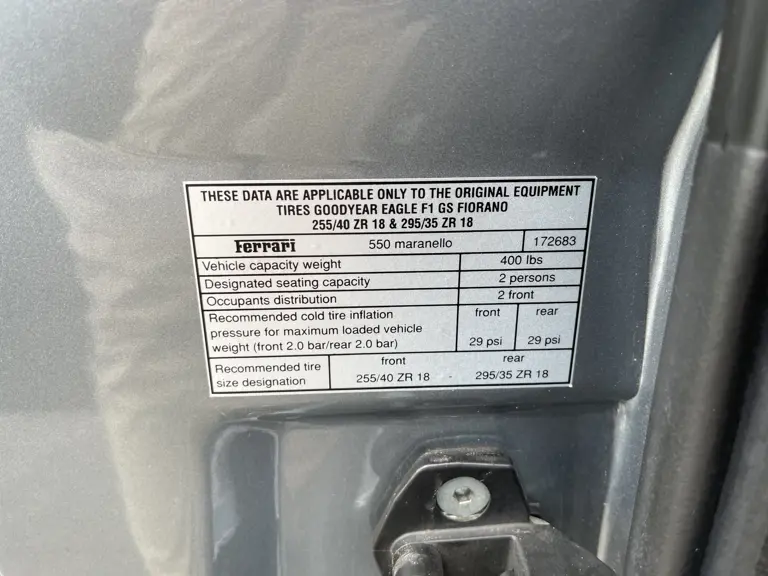 THESE DATA ARE APPLICABLE ONLY TO THE ORIGINAL EQUIPMENT
TIRES GOODYEAR EAGLE F1 GS FIORANO
255/40 ZR 18 & 295/35 ZR 18
Ferrari 550 maranello 172683
Vehicle capacity weight 400 lbs
Designated seating capacity 2 persons
Occupants distribution 2 front
Recommended cold tire inflation front rear
pressure for maximum loaded vehicle
weight (front 2.0 bar/rear 2.0 bar) 29 psi 29 psi
front rear
Recommended tire
size designation 255/40 ZR 18 - 295/35 ZR 18